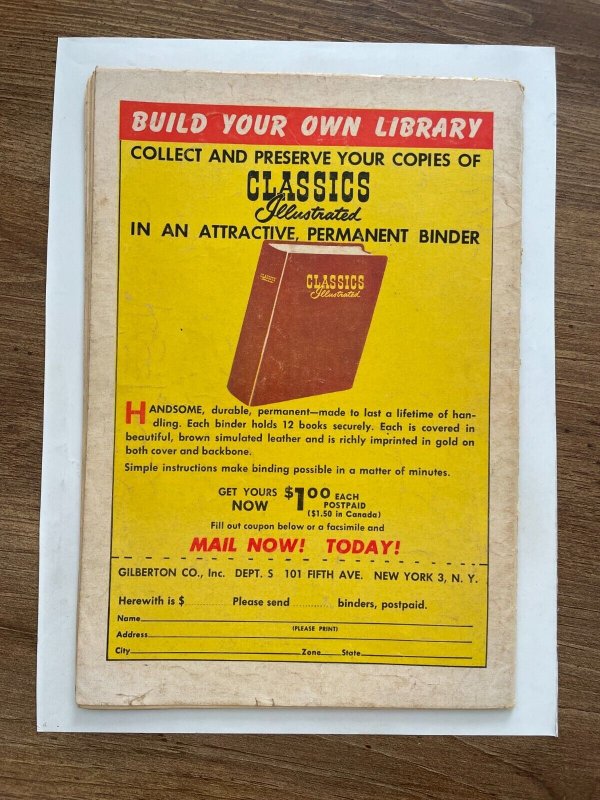 BUILD YOUR OWN LIBRARY
COLLECT AND PRESERVE YOUR COPIES OF
CLASSICS
Illustrated
IN AN ATTRACTIVE, PERMANENT BINDER
CLASSICS
Illustrated
CLASSICS
Illustrated
HANDSOME, durable, permanent—made to last a lifetime of han-
dling. Each binder holds 12 books securely. Each is covered in
beautiful, brown simulated leather and is richly imprinted in gold on
both cover and backbone.
Simple instructions make binding possible in a matter of minutes.
GET YOURS NOW $1.00 EACH POSTPAID
($1.50 in Canada)
Fill out coupon below or a facsimile and
MAIL NOW! TODAY!
GILBERTON CO., Inc. DEPT. S 101 FIFTH AVE. NEW YORK 3, N. Y.
Herewith is $ .......... Please send .......... binders, postpaid.
Name
(PLEASE PRINT)
Address
City Zone State